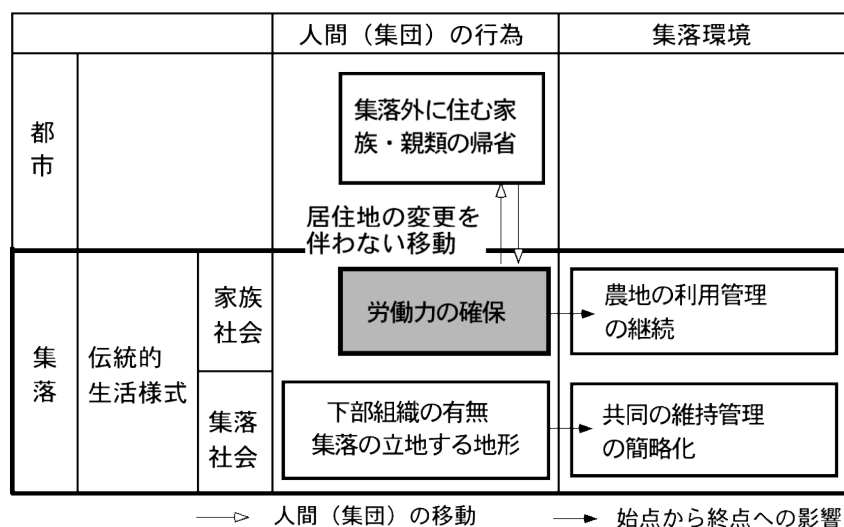 人間（集団）の行為
集落環境
都
市
集落外に住む家
族・親類の帰省
居住地の変更を
伴わない移動
集
落
伝統的
生活様式
家族
社会
労働力の確保
農地の利用管理
の継続
集落
社会
下部組織の有無
集落の立地する地形
共同の維持管理
の簡略化
人間（集団）の移動
始点から終点への影響